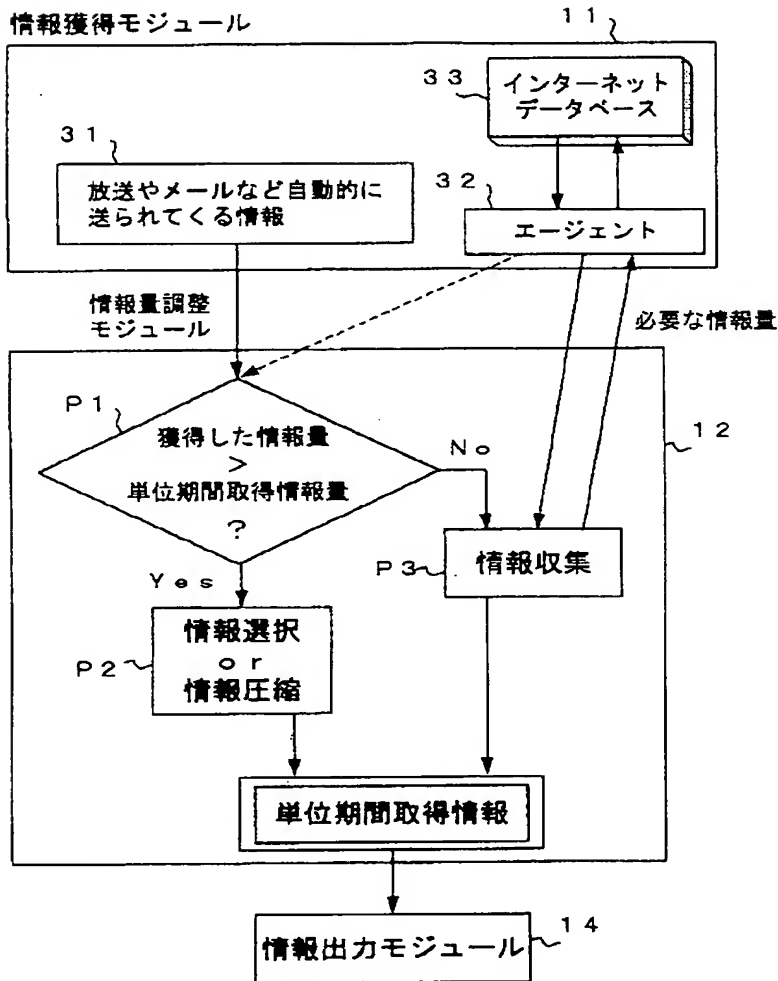 情報獲得モジュール
11
33
インターネット
データベース
31
放送やメールなど自動的に
送られてくる情報
32
エージェント
情報量調整
モジュール
必要な情報量
P1
獲得した情報量
>
単位期間取得情報量
?
No
12
P3
情報収集
Yes
P2
情報選択
or
情報圧縮
単位期間取得情報
情報出力モジュール
14